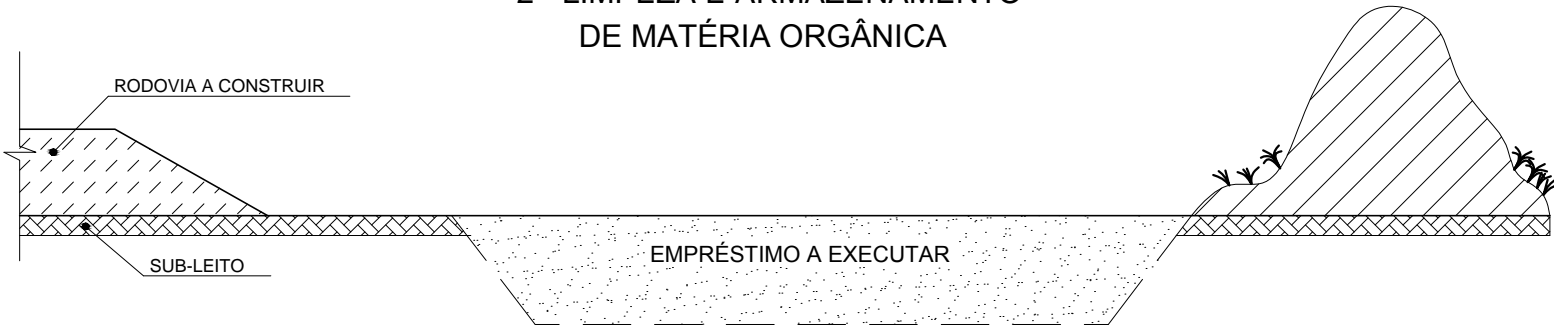 DE MATÉRIA ORGÂNICA
RODOVIA A CONSTRUIR
EMPRÉSTIMO A EXECUTAR
SUB-LEITO